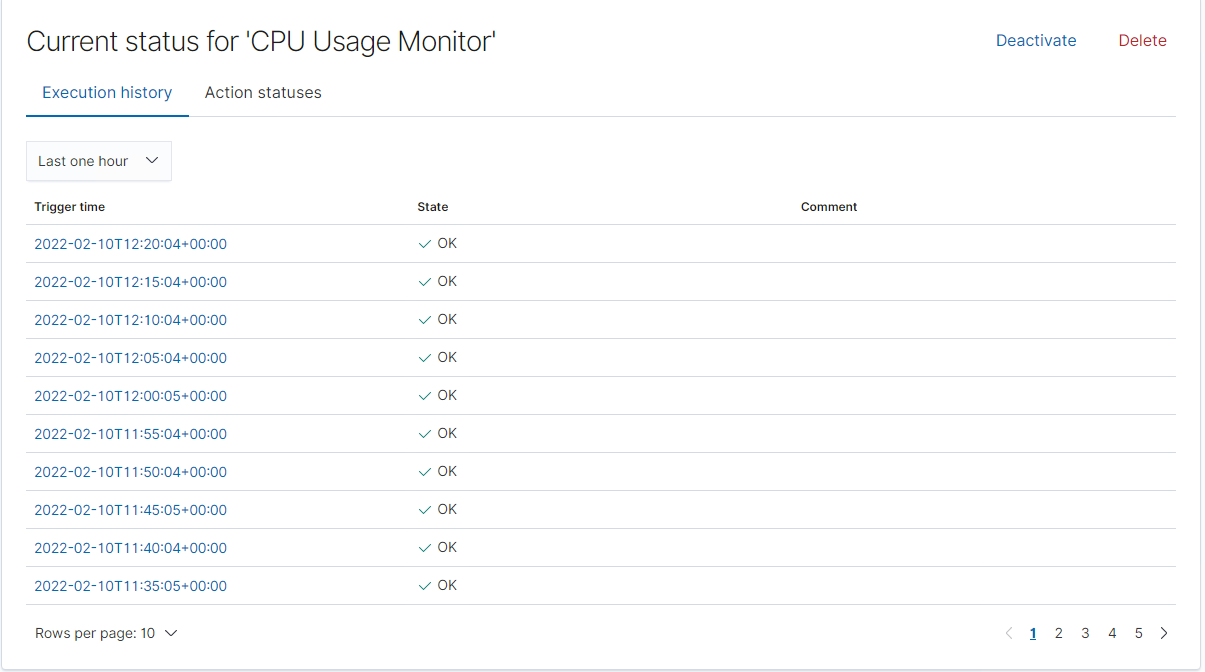 Current status for 'CPU Usage Monitor'
Deactivate Delete
Execution history Action statuses
Last one hour
Trigger time State Comment
2022-02-10T12:20:04+00:00 OK
2022-02-10T12:15:04+00:00 OK
2022-02-10T12:10:04+00:00 OK
2022-02-10T12:05:04+00:00 OK
2022-02-10T12:00:05+00:00 OK
2022-02-10T11:55:04+00:00 OK
2022-02-10T11:50:04+00:00 OK
2022-02-10T11:45:05+00:00 OK
2022-02-10T11:40:04+00:00 OK
2022-02-10T11:35:05+00:00 OK
Rows per page: 10 1 2 3 4 5